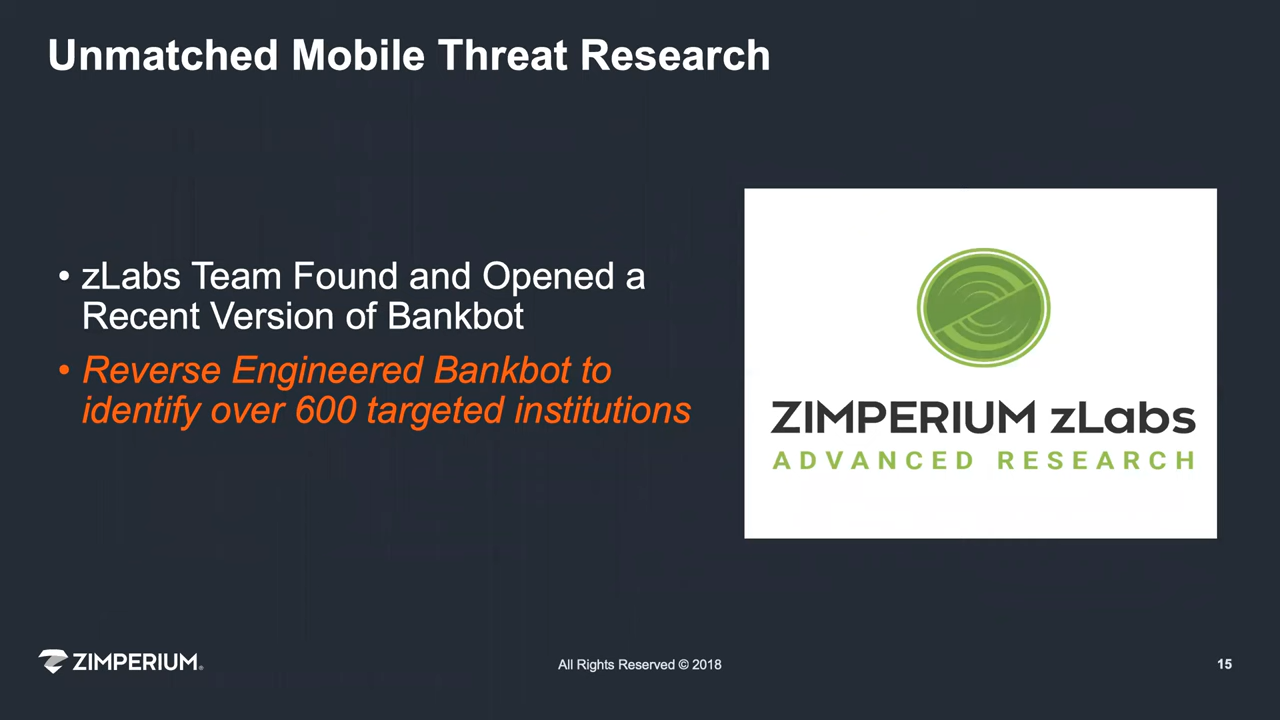 Unmatched Mobile Threat Research
• zLabs Team Found and Opened a
Recent Version of Bankbot
• Reverse Engineered Bankbot to
identify over 600 targeted institutions
ZIMPERIUM zLabs
ADVANCED RESEARCH
ZIMPERIUM®
All Rights Reserved © 2018
15